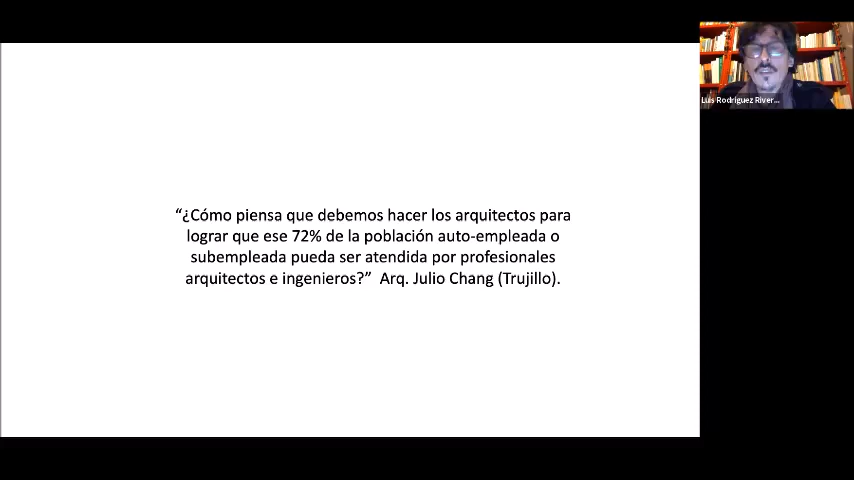 “¿Cómo piensa que debemos hacer los arquitectos para
lograr que ese 72% de la población auto-empleada o
subempleada pueda ser atendida por profesionales
arquitectos e ingenieros?” Arq. Julio Chang (Trujillo).
Luis Rodríguez River...